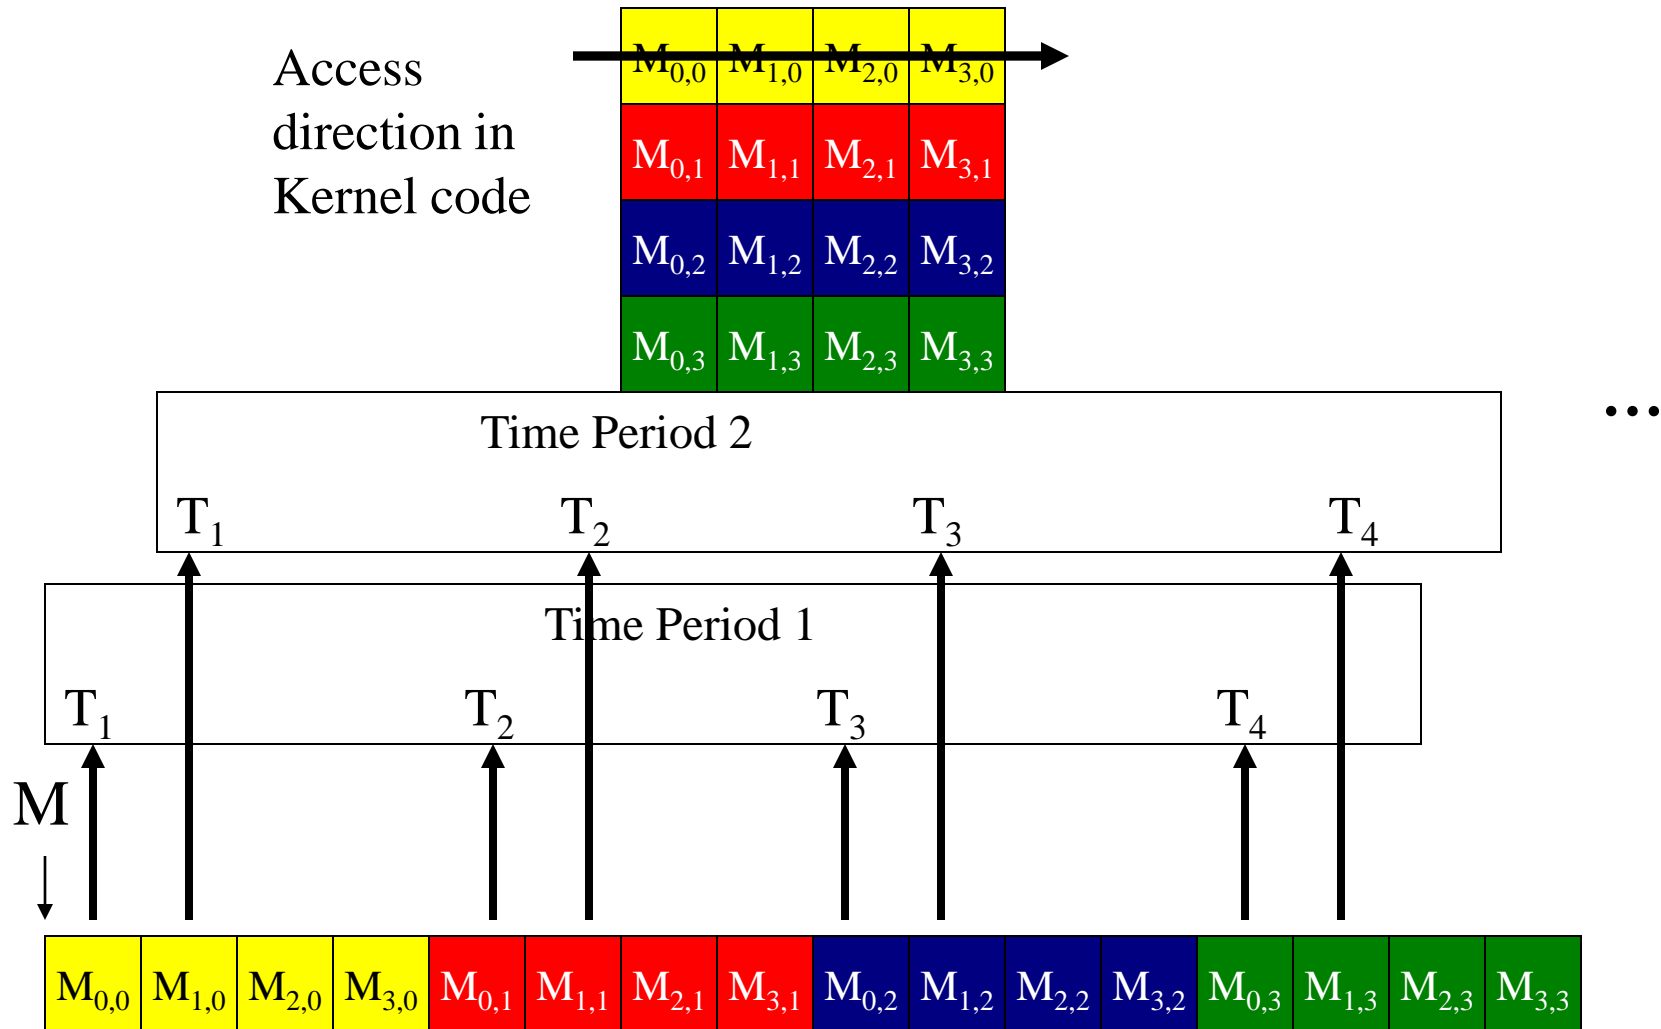 Access
direction in
Kernel code
M0,0 M1,0 M2,0 M3,0
M0,1 M1,1 M2,1 M3,1
M0,2 M1,2 M2,2 M3,2
M0,3 M1,3 M2,3 M3,3
...
Time Period 2
T1 T2 T3 T4
Time Period 1
T1 T2 T3 T4
M
M0,0 M1,0 M2,0 M3,0 M0,1 M1,1 M2,1 M3,1 M0,2 M1,2 M2,2 M3,2 M0,3 M1,3 M2,3 M3,3